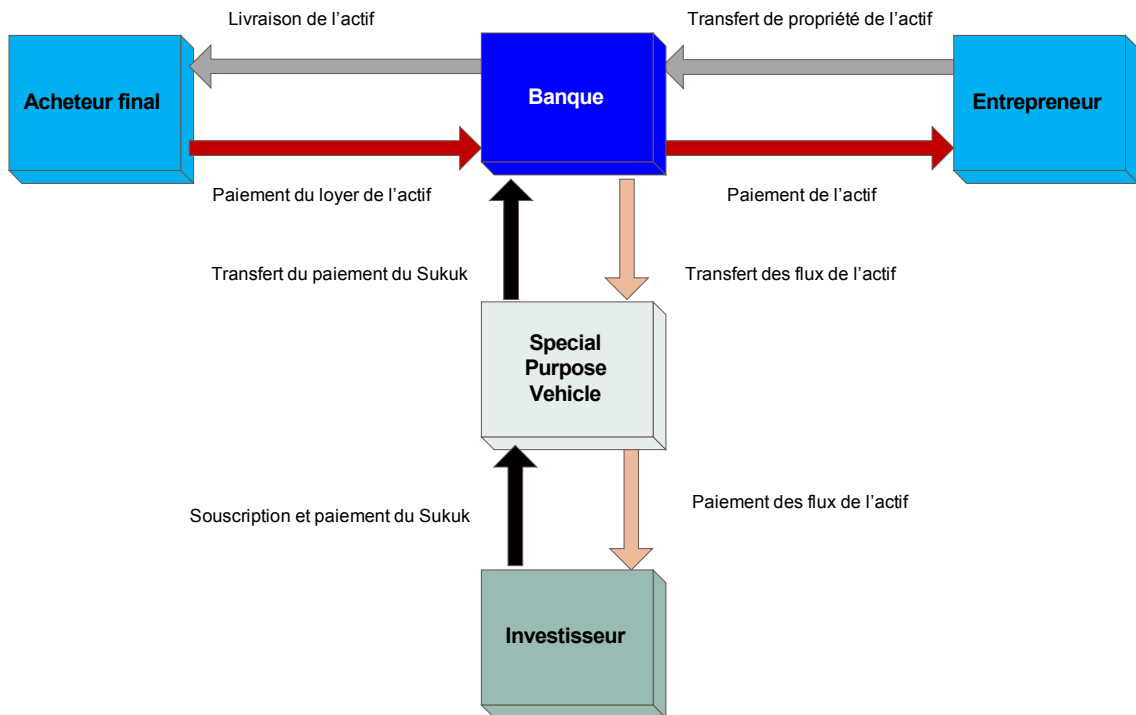 Livraison de l’actif
Transfert de propriété de l’actif
Acheteur final
Banque
Entrepreneur
Paiement du loyer de l’actif
Paiement de l’actif
Transfert du paiement du Sukuk
Transfert des flux de l’actif
Special
Purpose
Vehicle
Souscription et paiement du Sukuk
Paiement des flux de l’actif
Investisseur